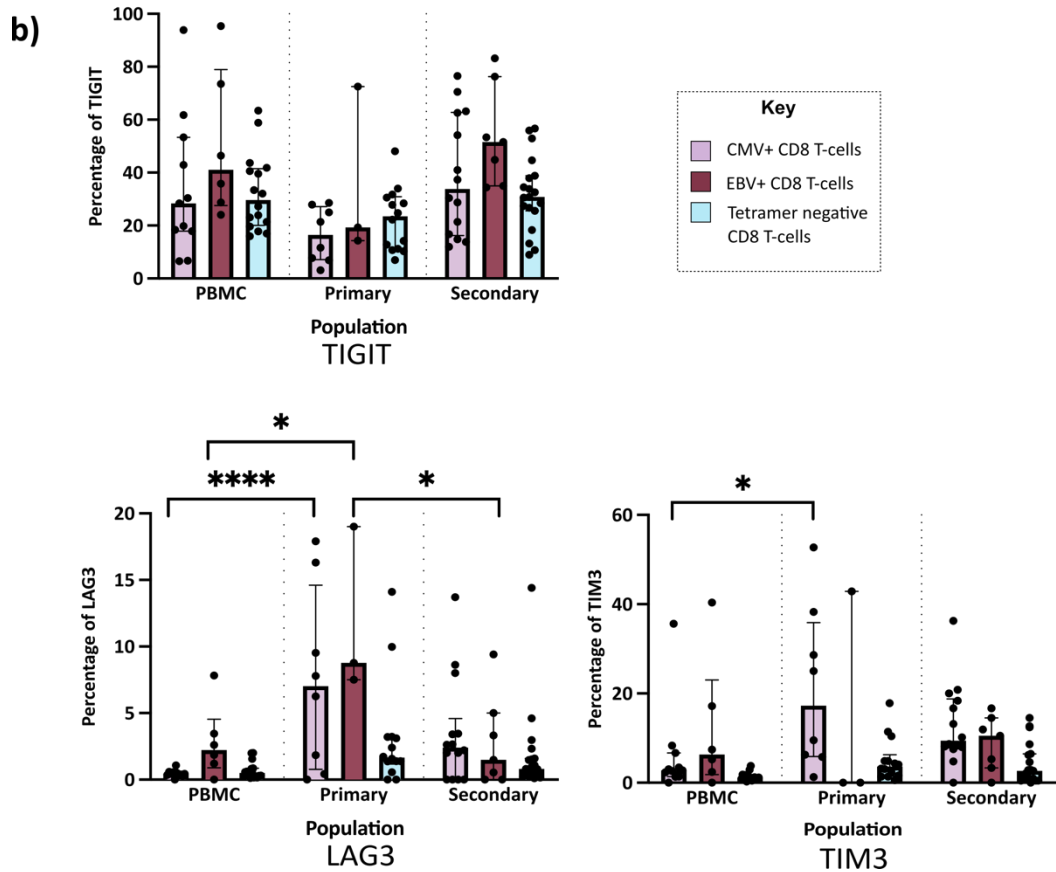 b)
Percentage of TIGIT
100
80
60
40
20
0
PBMC
Primary
Secondary
Population
TIGIT
Key
CMV+ CD8 T-cells
EBV+ CD8 T-cells
Tetramer negative
CD8 T-cells
*
****
*
Percentage of LAG3
20
15
10
5
0
PBMC
Primary
Secondary
Population
LAG3
*
Percentage of TIM3
60
40
20
0
PBMC
Primary
Secondary
Population
TIM3